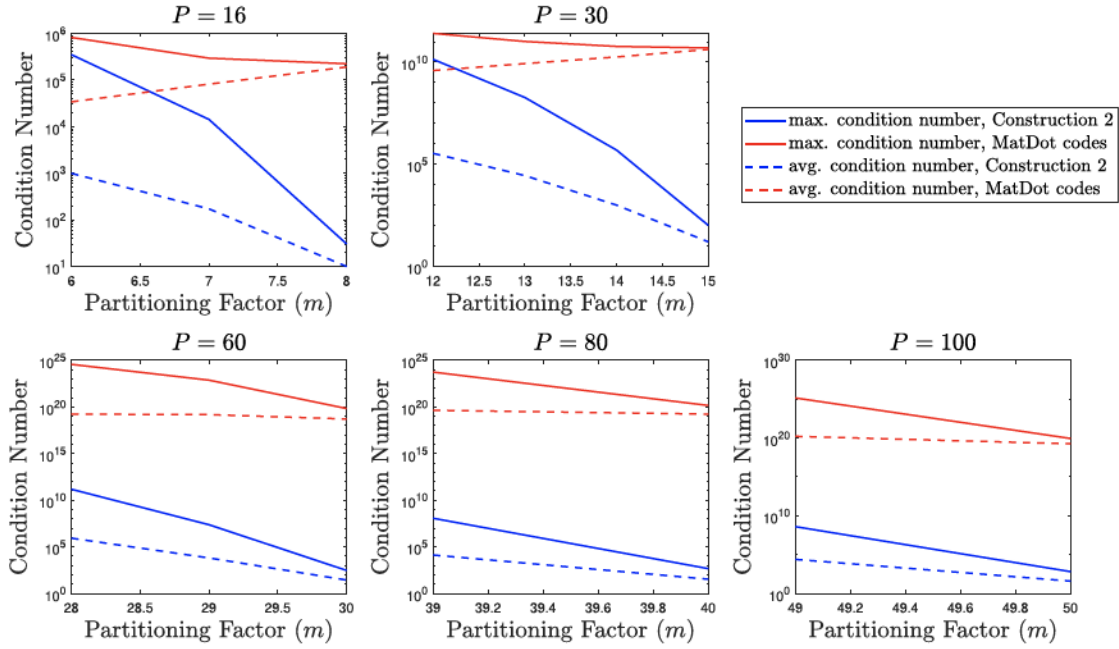 P = 16
Condition Number
10^6
10^5
10^4
10^3
10^2
10^1
6 6.5 7 7.5 8
Partitioning Factor (m)
P = 30
Condition Number
10^10
10^5
10^0
12 12.5 13 13.5 14 14.5 15
Partitioning Factor (m)
max. condition number, Construction 2
max. condition number, MatDot codes
avg. condition number, Construction 2
avg. condition number, MatDot codes
P = 60
Condition Number
10^25
10^20
10^15
10^10
10^5
10^0
28 28.5 29 29.5 30
Partitioning Factor (m)
P = 80
Condition Number
10^25
10^20
10^15
10^10
10^5
10^0
39 39.2 39.4 39.6 39.8 40
Partitioning Factor (m)
P = 100
Condition Number
10^30
10^20
10^10
10^0
49 49.2 49.4 49.6 49.8 50
Partitioning Factor (m)